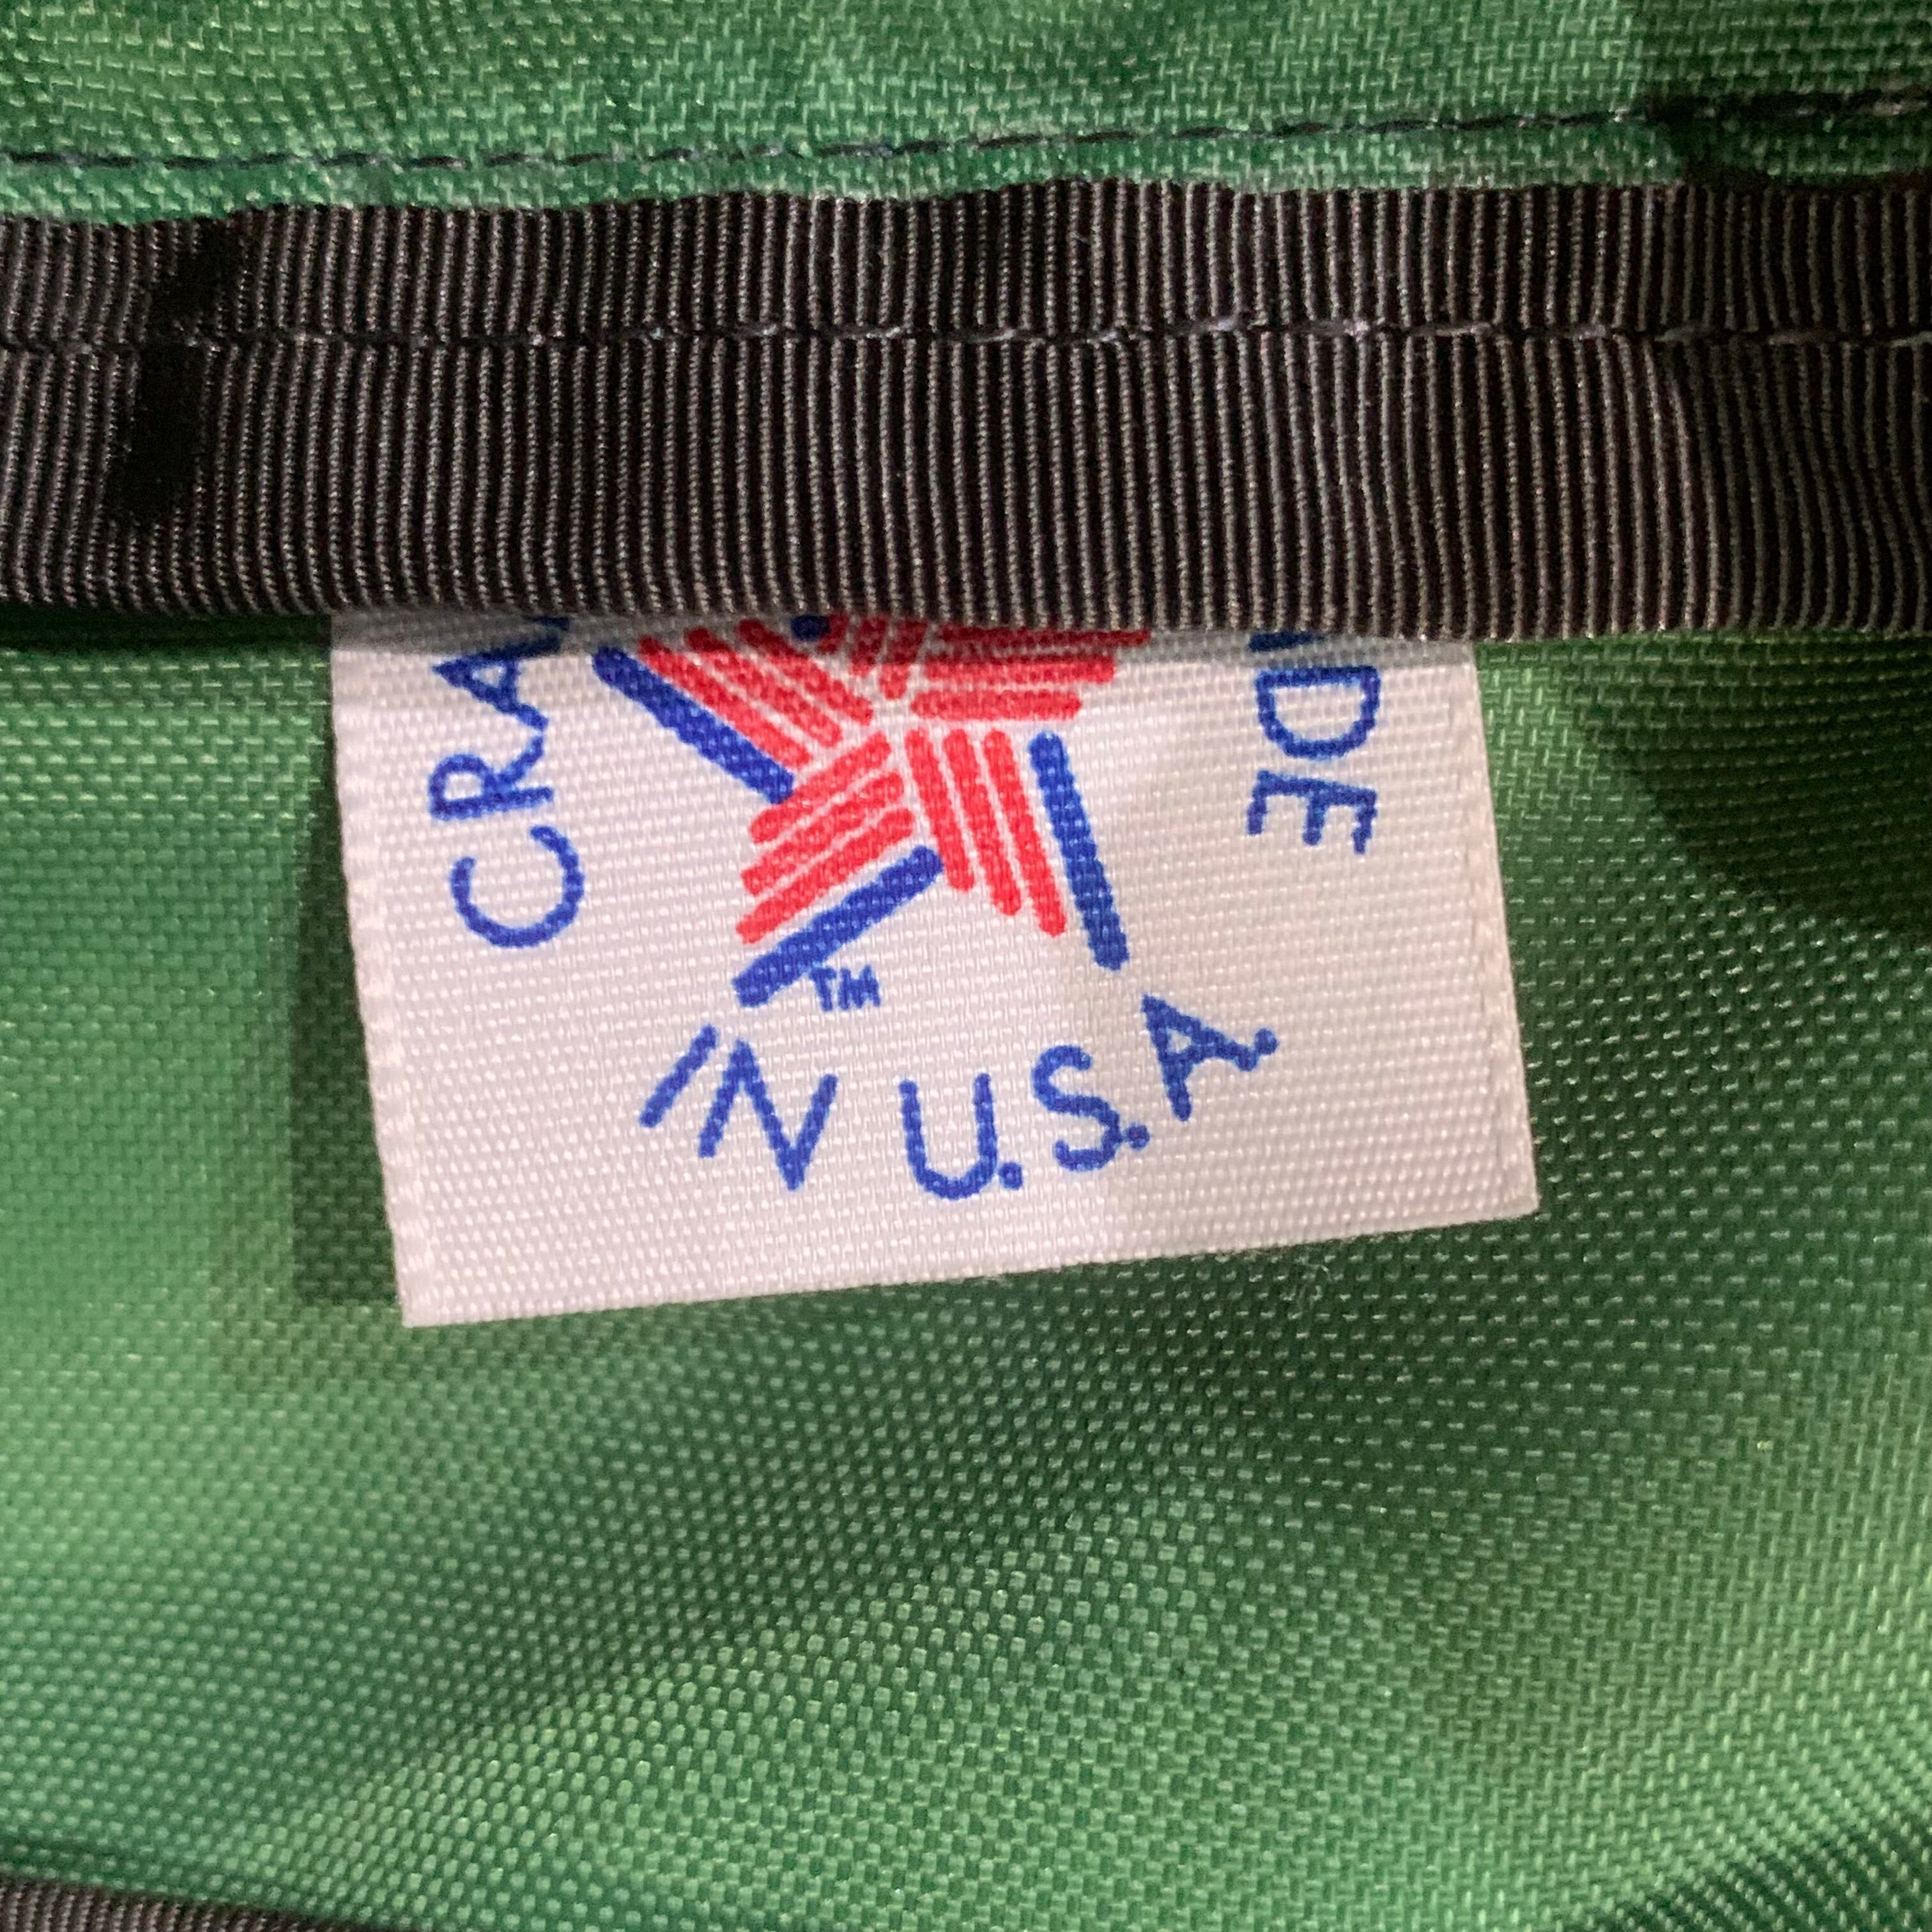 CRA
DE
TM
IN U.S.A.